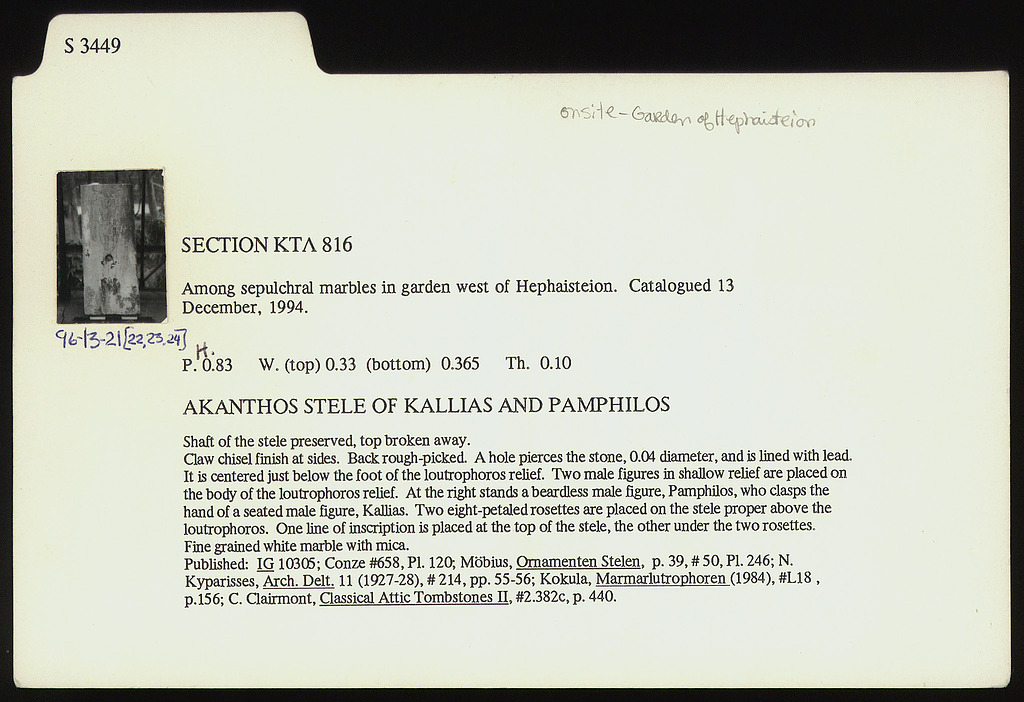 S 3449
onsite - Garden of Hephaisteion
SECTION ΚΤΛ 816
Among sepulchral marbles in garden west of Hephaisteion. Catalogued 13
December, 1994.
96-13-21[22,23,24]
P.H. 0.83 W. (top) 0.33 (bottom) 0.365 Th. 0.10
AKANTHOS STELE OF KALLIAS AND PAMPHILOS
Shaft of the stele preserved, top broken away.
Claw chisel finish at sides. Back rough-picked. A hole pierces the stone, 0.04 diameter, and is lined with lead.
It is centered just below the foot of the loutrophoros relief. Two male figures in shallow relief are placed on
the body of the loutrophoros relief. At the right stands a beardless male figure, Pamphilos, who clasps the
hand of a seated male figure, Kallias. Two eight-petaled rosettes are placed on the stele proper above the
loutrophoros. One line of inscription is placed at the top of the stele, the other under the two rosettes.
Fine grained white marble with mica.
Published: IG 10305; Conze #658, Pl. 120; Möbius, Ornamenten Stelen, p. 39, # 50, Pl. 246; N.
Kyparisses, Arch. Delt. 11 (1927-28), # 214, pp. 55-56; Kokula, Marmarlutrophoren (1984), #L18 ,
p.156; C. Clairmont, Classical Attic Tombstones II, #2.382c, p. 440.